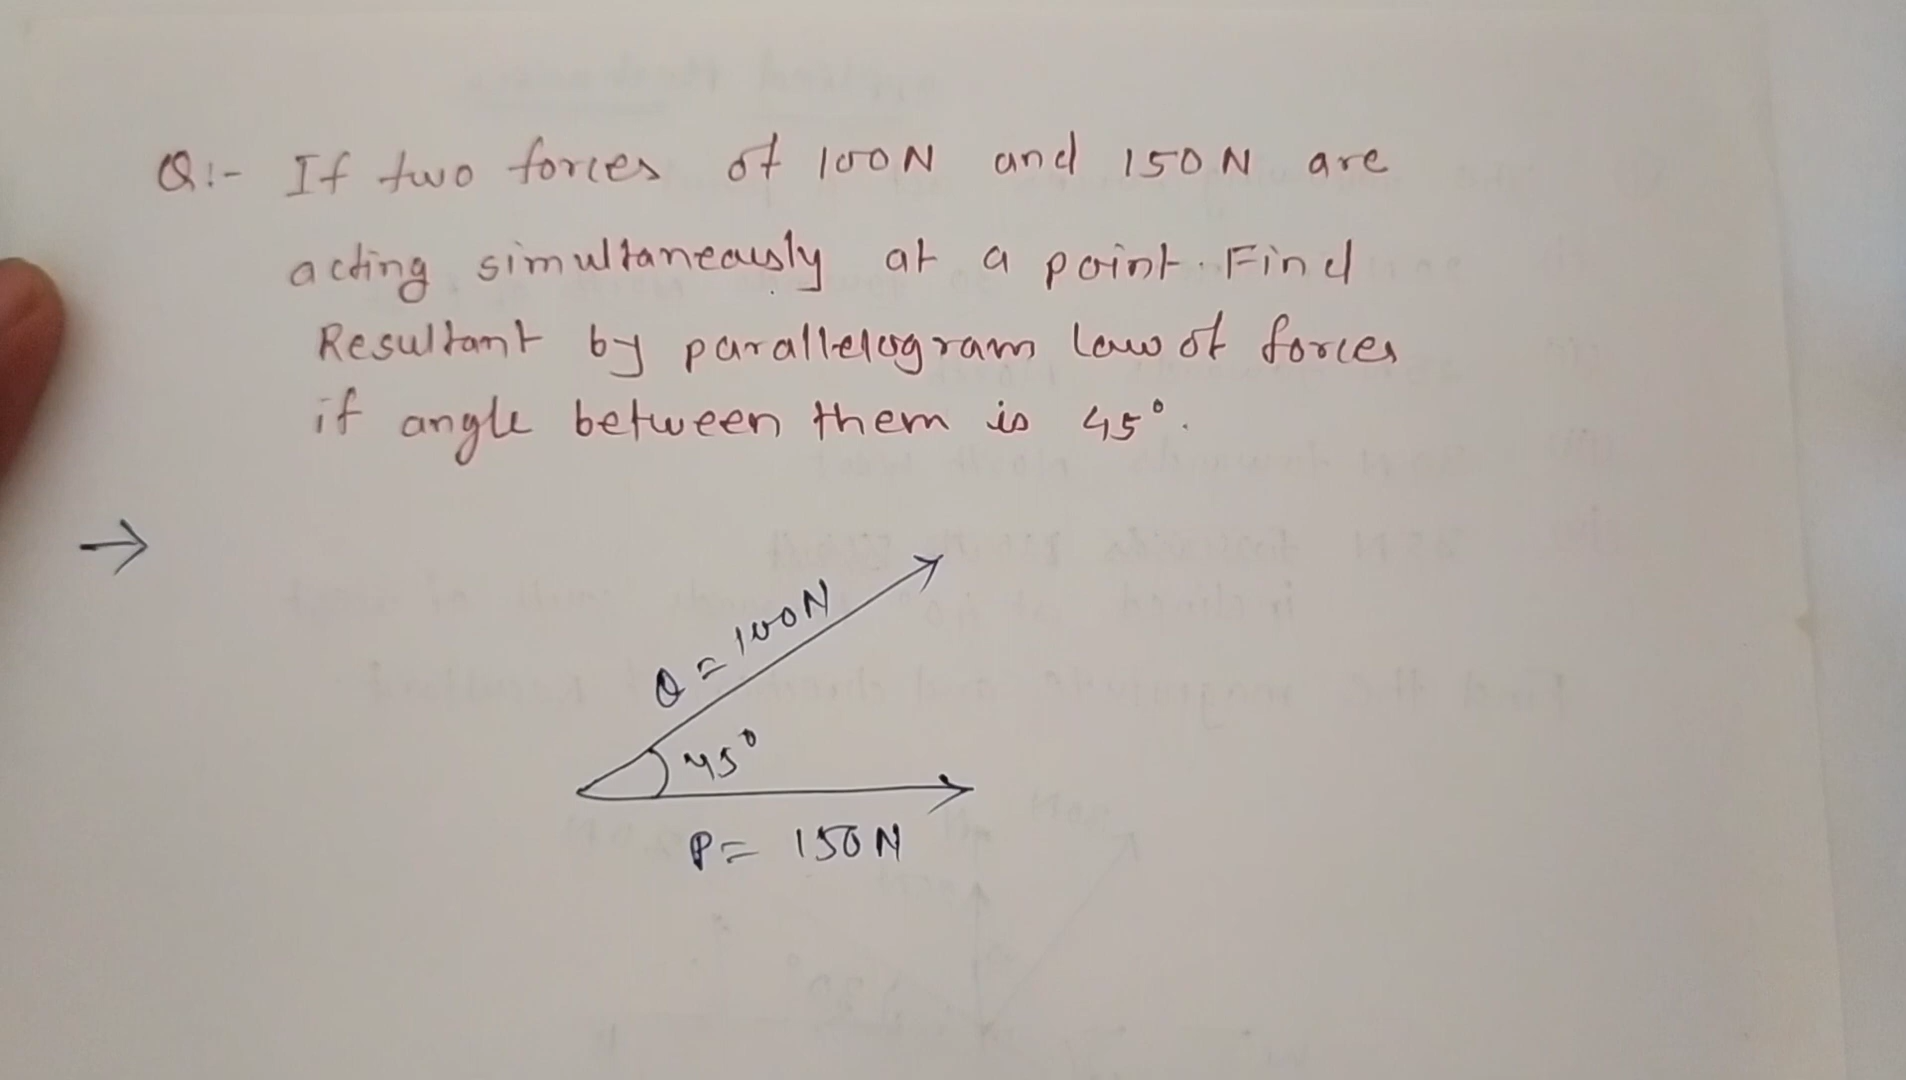 Q:- If two forces of 100N and 150N are
acting simultaneously at a point. Find
Resultant by parallelogram law of forces
if angle between them is 45°.
→
Q = 100N
45°
P = 150N